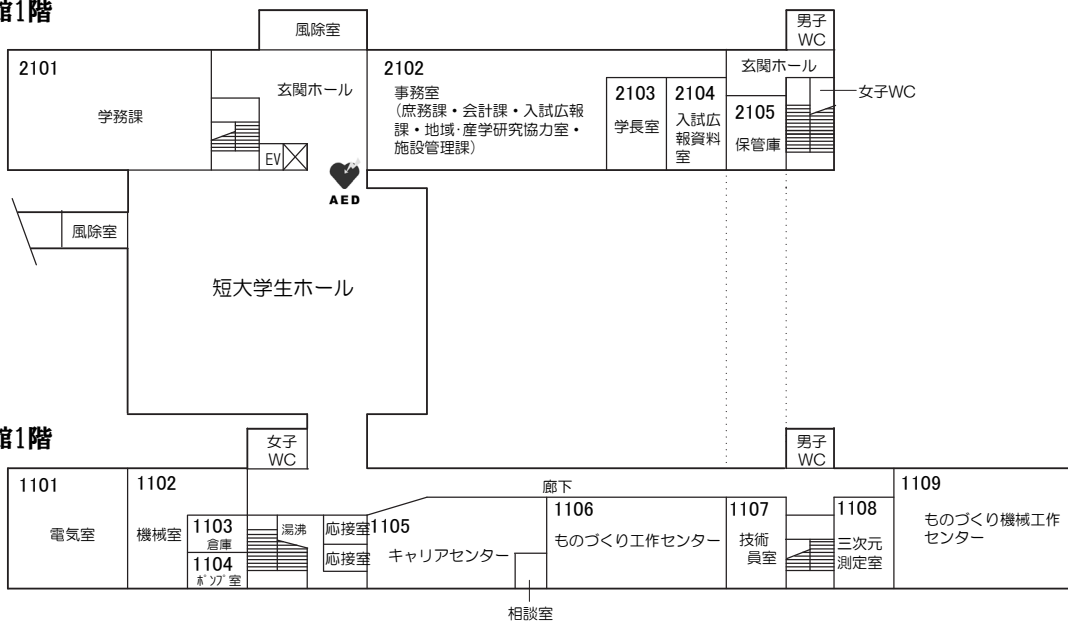 館1階
風除室
男子
WC
2101
学務課
玄関ホール
EV
AED
2102
事務室
(庶務課・会計課・入試広報
課・地域・産学研究協力室・
施設管理課)
2103
学長室
2104
入試広
報資料
室
玄関ホール
2105
保管庫
女子WC
風除室
短大学生ホール
館1階
女子
WC
男子
WC
1101
電気室
1102
機械室
1103
倉庫
1104
ポンプ室
湯沸
応接室
応接室
廊下
1105
キャリアセンター
相談室
1106
ものづくり工作センター
1107
技術
員室
1108
三次元
測定室
1109
ものづくり機械工作
センター